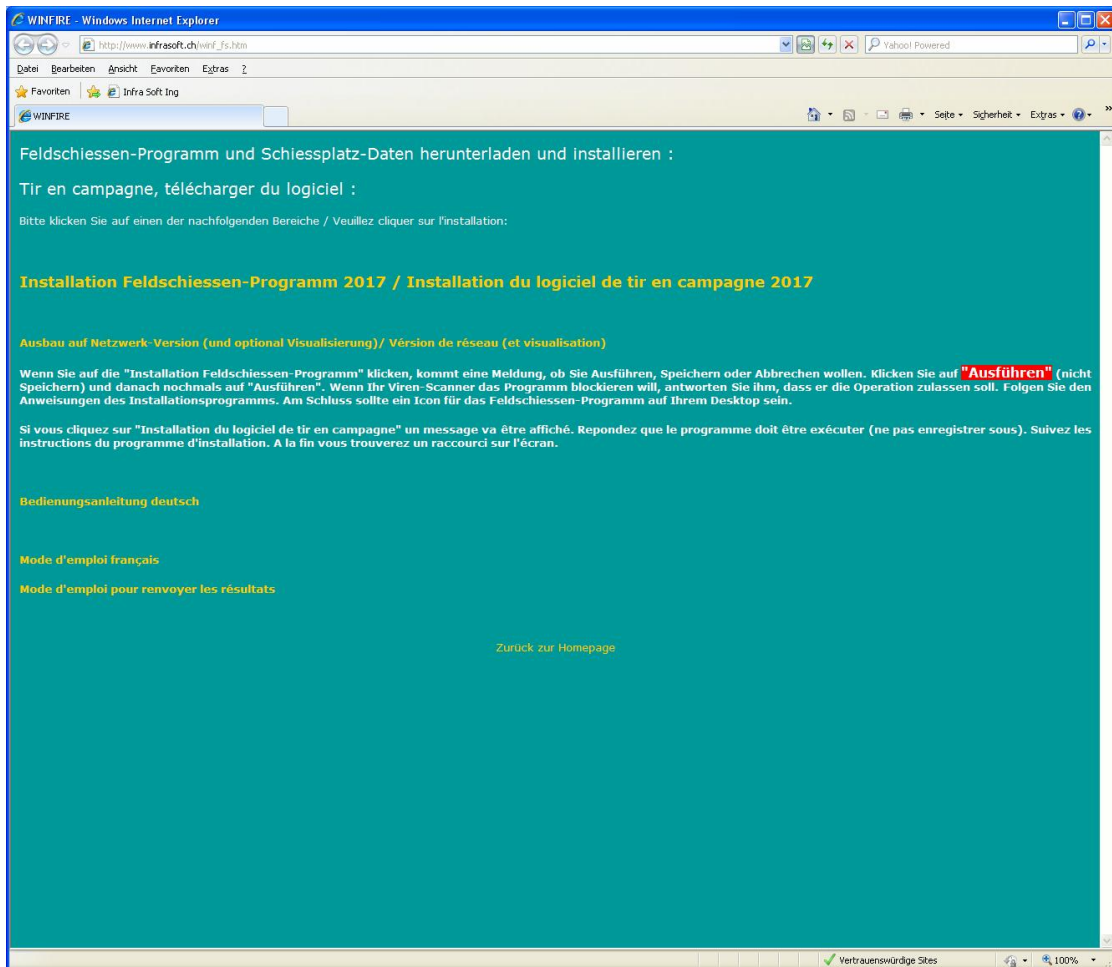 WINFIRE - Windows Internet Explorer
http://www.infrasoft.ch/winf_fs.htm
Yahoo! Powered
Datei Bearbeiten Ansicht Favoriten Extras ?
Favoriten Infra Soft Ing
WINFIRE
Seite Sicherheit Extras
Feldschiessen-Programm und Schiessplatz-Daten herunterladen und installieren :
Tir en campagne, télécharger du logiciel :
Bitte klicken Sie auf einen der nachfolgenden Bereiche / Veuillez cliquer sur l'installation:
Installation Feldschiessen-Programm 2017 / Installation du logiciel de tir en campagne 2017
Ausbau auf Netzwerk-Version (und optional Visualisierung)/ Vérsion de réseau (et visualisation)
Wenn Sie auf die "Installation Feldschiessen-Programm" klicken, kommt eine Meldung, ob Sie Ausführen, Speichern oder Abbrechen wollen. Klicken Sie auf "Ausführen" (nicht
Speichern) und danach nochmals auf "Ausführen". Wenn Ihr Viren-Scanner das Programm blockieren will, antworten Sie ihm, dass er die Operation zulassen soll. Folgen Sie den
Anweisungen des Installationsprogramms. Am Schluss sollte ein Icon für das Feldschiessen-Programm auf Ihrem Desktop sein.
Si vous cliquez sur "Installation du logiciel de tir en campagne" un message va être affiché. Repondez que le programme doit être exécuter (ne pas enregistrer sous). Suivez les
instructions du programme d'installation. A la fin vous trouverez un raccourci sur l'écran.
Bedienungsanleitung deutsch
Mode d'emploi français
Mode d'emploi pour renvoyer les résultats
Zurück zur Homepage
Vertrauenswürdige Sites
100%